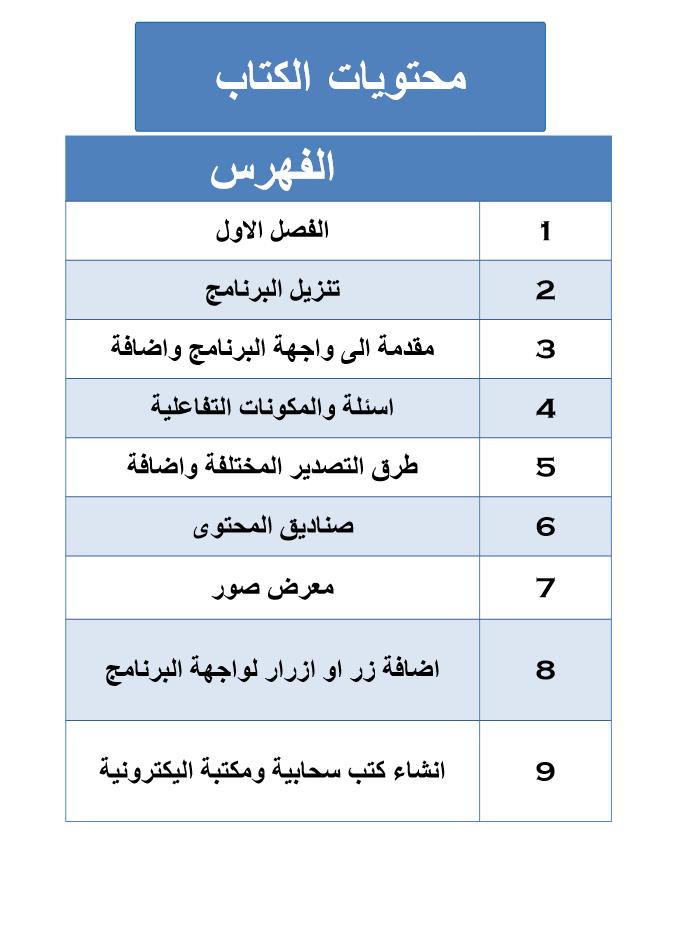 محتويات الكتاب
الفهرس
1 الفصل الاول
2 تنزيل البرنامج
3 مقدمة الى واجهة البرنامج واضافة
4 اسئلة والمكونات التفاعلية
5 طرق التصدير المختلفة واضافة
6 صناديق المحتوى
7 معرض صور
8 اضافة زر او ازرار لواجهة البرنامج
9 انشاء كتب سحابية ومكتبة اليكترونية